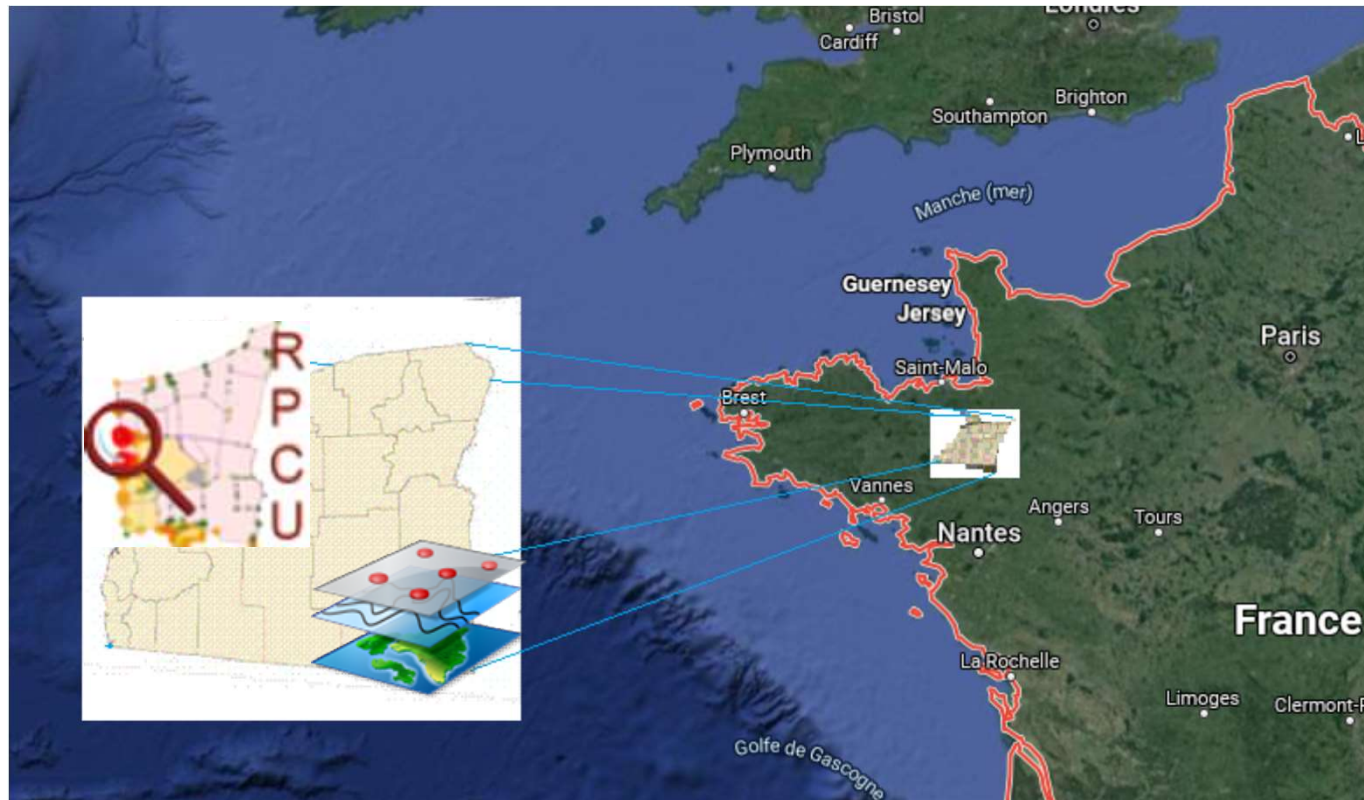 Londres
Bristol
Cardiff
Brighton
Southampton
Plymouth
Manche (mer)
Guernesey
Jersey
Paris
Saint-Malo
Brest
R
P
C
U
Vannes
Angers
Tours
Nantes
France
La Rochelle
Limoges
Golfe de Gascogne